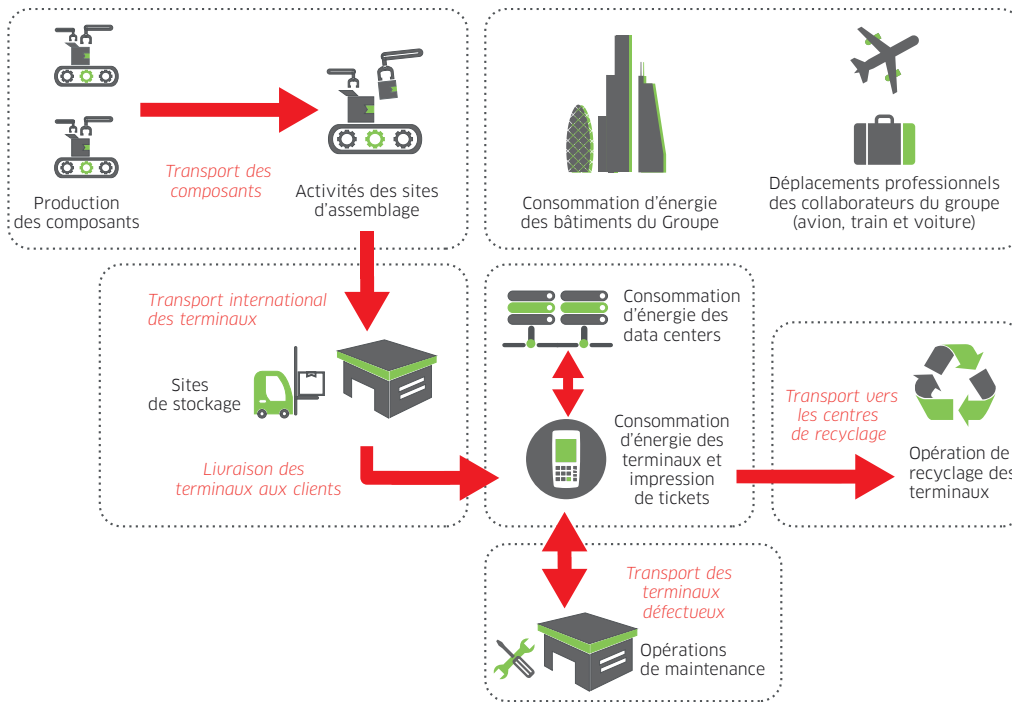 Production
des composants
Transport des
composants
Activités des sites
d'assemblage
Consommation d'énergie
des bâtiments du Groupe
Déplacements professionnels
des collaborateurs du groupe
(avion, train et voiture)
Transport international
des terminaux
Sites
de stockage
Livraison des
terminaux aux clients
Consommation
d'énergie des
data centers
Consommation
d'énergie des
terminaux et
impression
de tickets
Transport vers
les centres
de recyclage
Opération de
recyclage des
terminaux
Transport des
terminaux
défectueux
Opérations
de maintenance